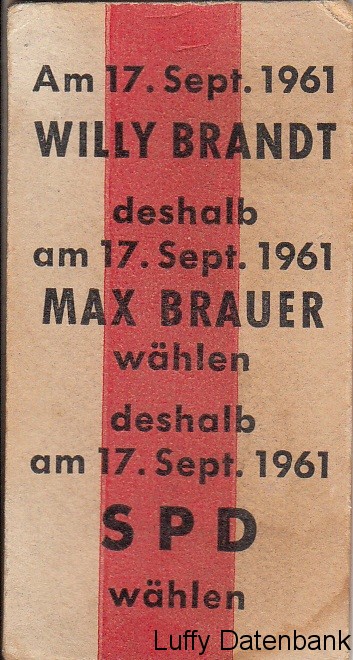 Am 17. Sept. 1961
WILLY BRANDT
deshalb
am 17. Sept. 1961
MAX BRAUER
wählen
deshalb
am 17. Sept. 1961
SPD
wählen
Luffy Datenbank